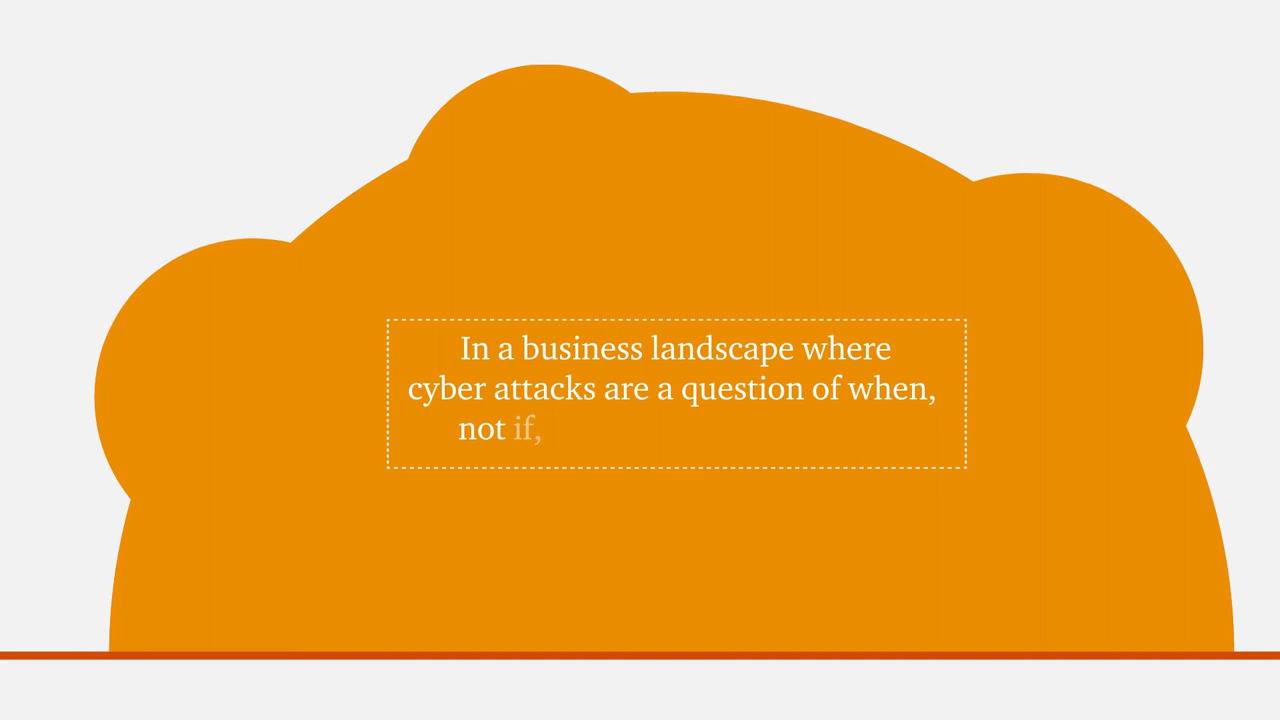 In a business landscape where
cyber attacks are a question of when,
not if,